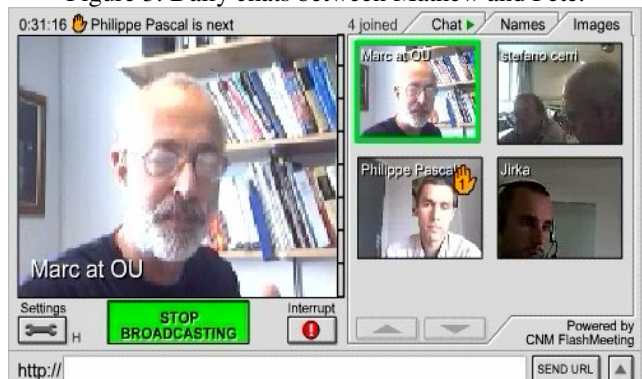 Figure 3: Daily chats between Mathew and Pete.
0:31:16 Philippe Pascal is next
4 joined
Chat
Names
Images
Marc at OU
Marc at OU
stefano cerri
Philippe Pascal
1
Jirka
Settings
H
STOP
BROADCASTING
Interrupt
Powered by
CNM FlashMeeting
http://
SEND URL